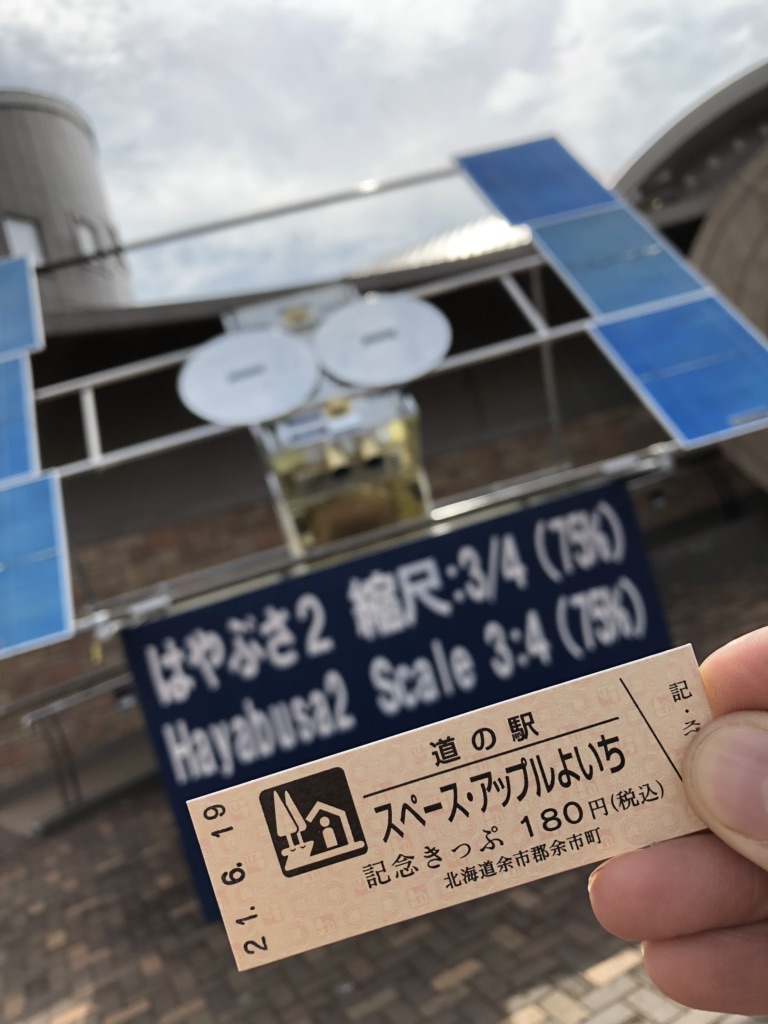 はやぶさ2 縮尺:3/4 (75%)
Hayabusa2 Scale 3:4 (75%)
道の駅
スペース・アップルよいち
記念きっぷ 180円(税込)
北海道余市郡余市町
21. 6. 19
記・